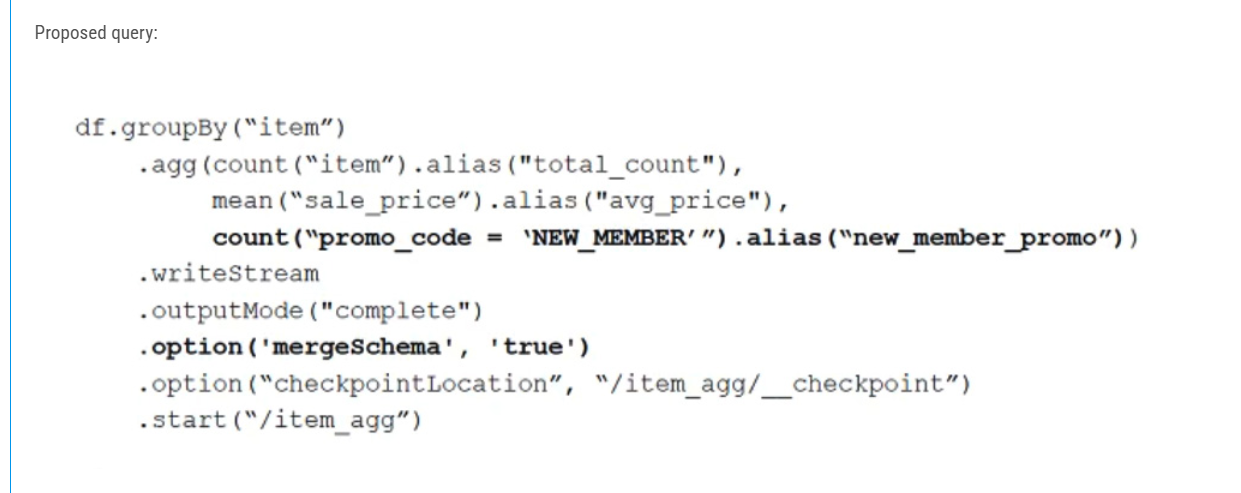 Proposed query:
df.groupBy(“item”)
.agg(count(“item”).alias("total_count"),
mean(“sale_price”).alias("avg_price"),
count(“promo_code = ‘NEW_MEMBER’”).alias(“new_member_promo”))
.writeStream
.outputMode("complete")
.option('mergeSchema', 'true')
.option(“checkpointLocation”, “/item_agg/__checkpoint”)
.start(“/item_agg”)